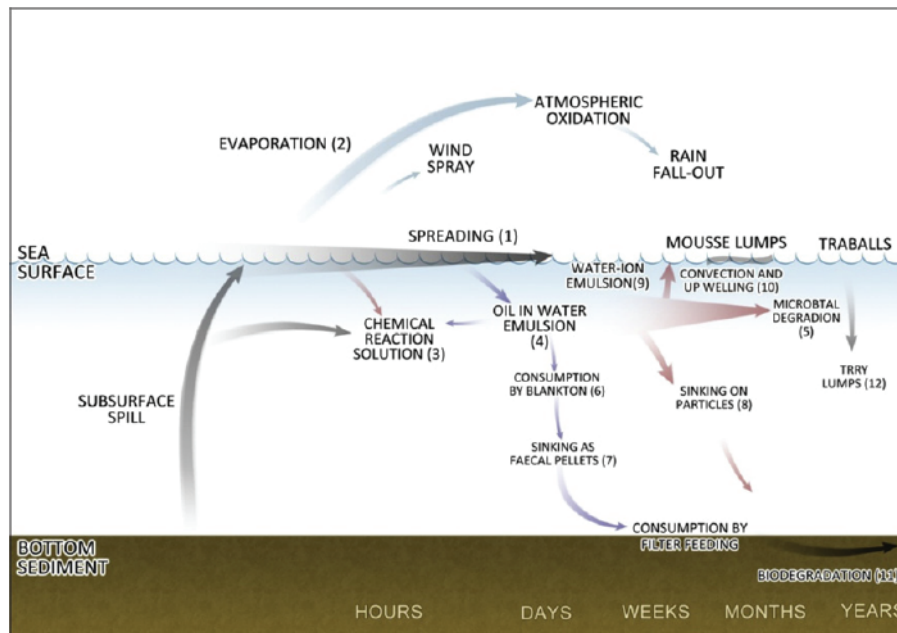 ATMOSPHERIC
OXIDATION
EVAPORATION (2)
WIND
SPRAY
RAIN
FALL-OUT
SPREADING (1)
SEA
SURFACE
MOUSSE LUMPS
TRABALLS
WATER-ION
EMULSION(9)
CONVECTION AND
UP WELLING (10)
MICROBTAL
DEGRADION
(5)
CHEMICAL
REACTION
SOLUTION (3)
OIL IN WATER
EMULSION
(4)
CONSUMPTION
BY BLANKTON (6)
SINKING ON
PARTICLES (8)
TRRY
LUMPS (12)
SUBSURFACE
SPILL
SINKING AS
FAECAL PELLETS (7)
CONSUMPTION BY
FILTER FEEDING
BOTTOM
SEDIMENT
BIODEGRADATION (11)
HOURS DAYS WEEKS MONTHS YEARS